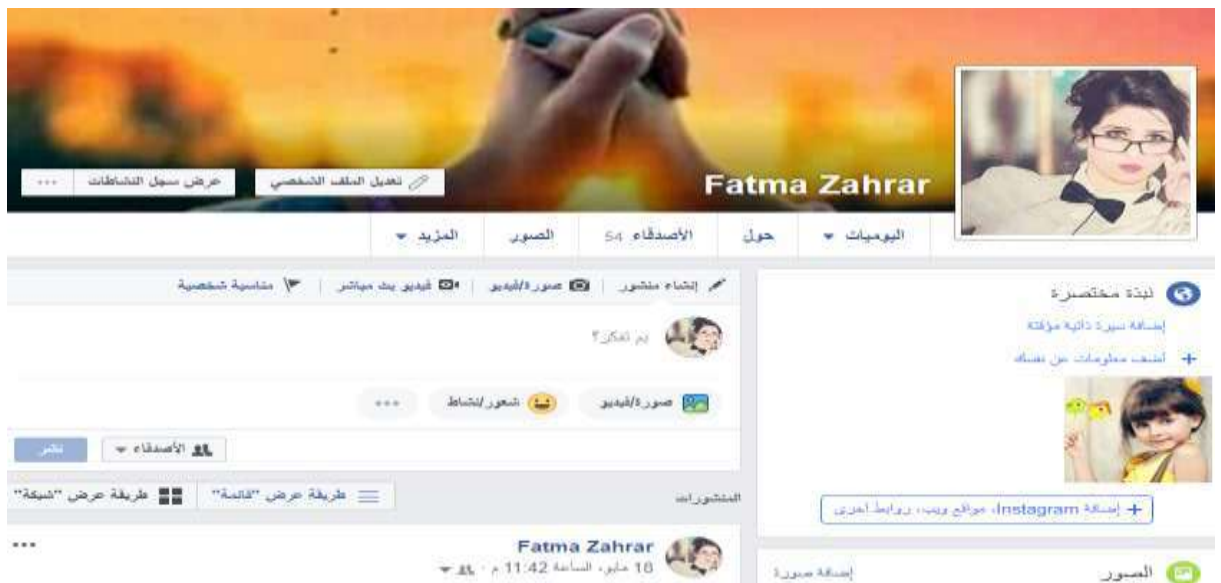 Fatma Zahrar
تعديل الملف الشخصي
عرض سجل النشاطات
...
اليوميات
حول
الأصدقاء 54
الصور
المزيد
نبذة مختصرة
إضافة سيرة ذاتية مؤقتة
+ أضف معلومات عن نفسك
+ إضافة Instagram، مواقع ويب، روابط أخرى
الصور
إضافة صورة
إنشاء منشور
صورة/فيديو
فيديو بث مباشر
مناسبة شخصية
بم تفكر؟
صورة/فيديو
شعور/نشاط
...
الأصدقاء
نشر
المنشورات
طريقة عرض "قائمة"
طريقة عرض "شبكة"
Fatma Zahrar
...
18 مايو، الساعة 11:42 م ·